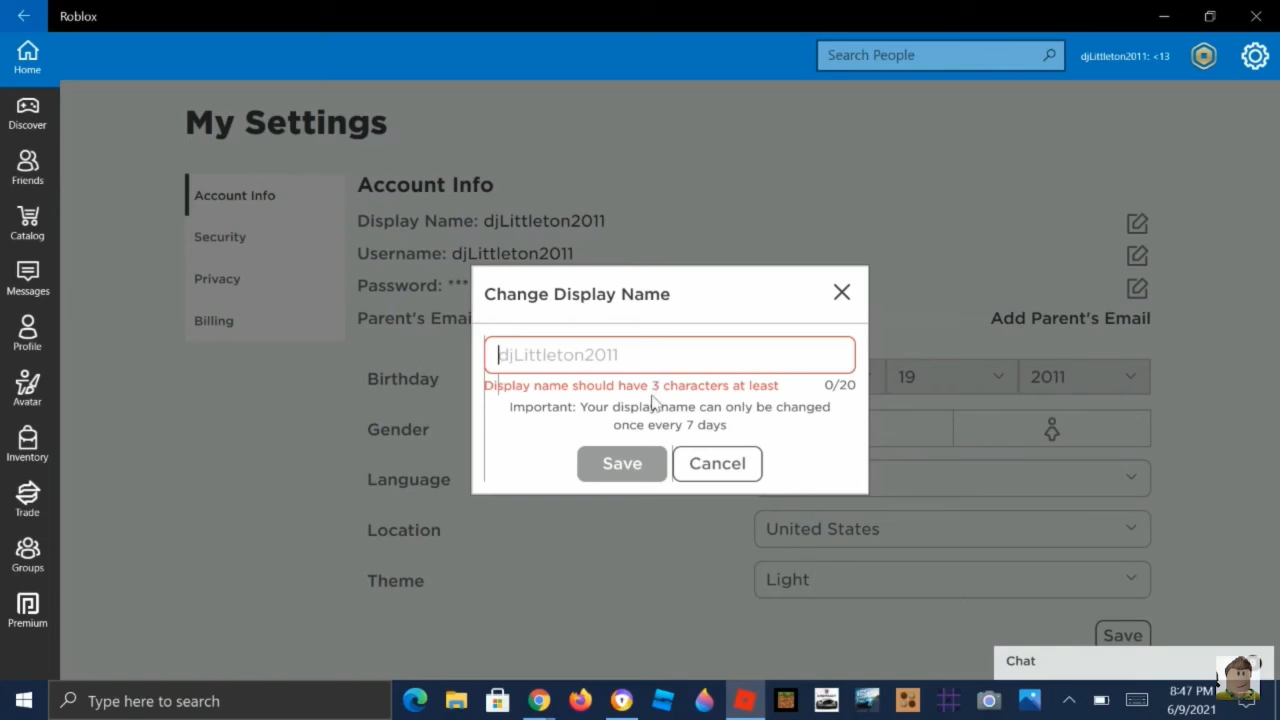 Roblox
Home
Search People
djLittleton2011: <13
Discover
Friends
Catalog
Messages
Profile
Avatar
Inventory
Trade
Groups
Premium
My Settings
Account Info
Security
Privacy
Billing
Account Info
Display Name: djLittleton2011
Username: djLittleton2011
Password: ***
Parent's Emai
Add Parent's Email
Change Display Name
djLittleton2011
Display name should have 3 characters at least
0/20
Important: Your display name can only be changed
once every 7 days
Save
Cancel
Birthday
19
2011
Gender
Language
Location
United States
Theme
Light
Save
Chat
Type here to search
8:47 PM
6/9/2021